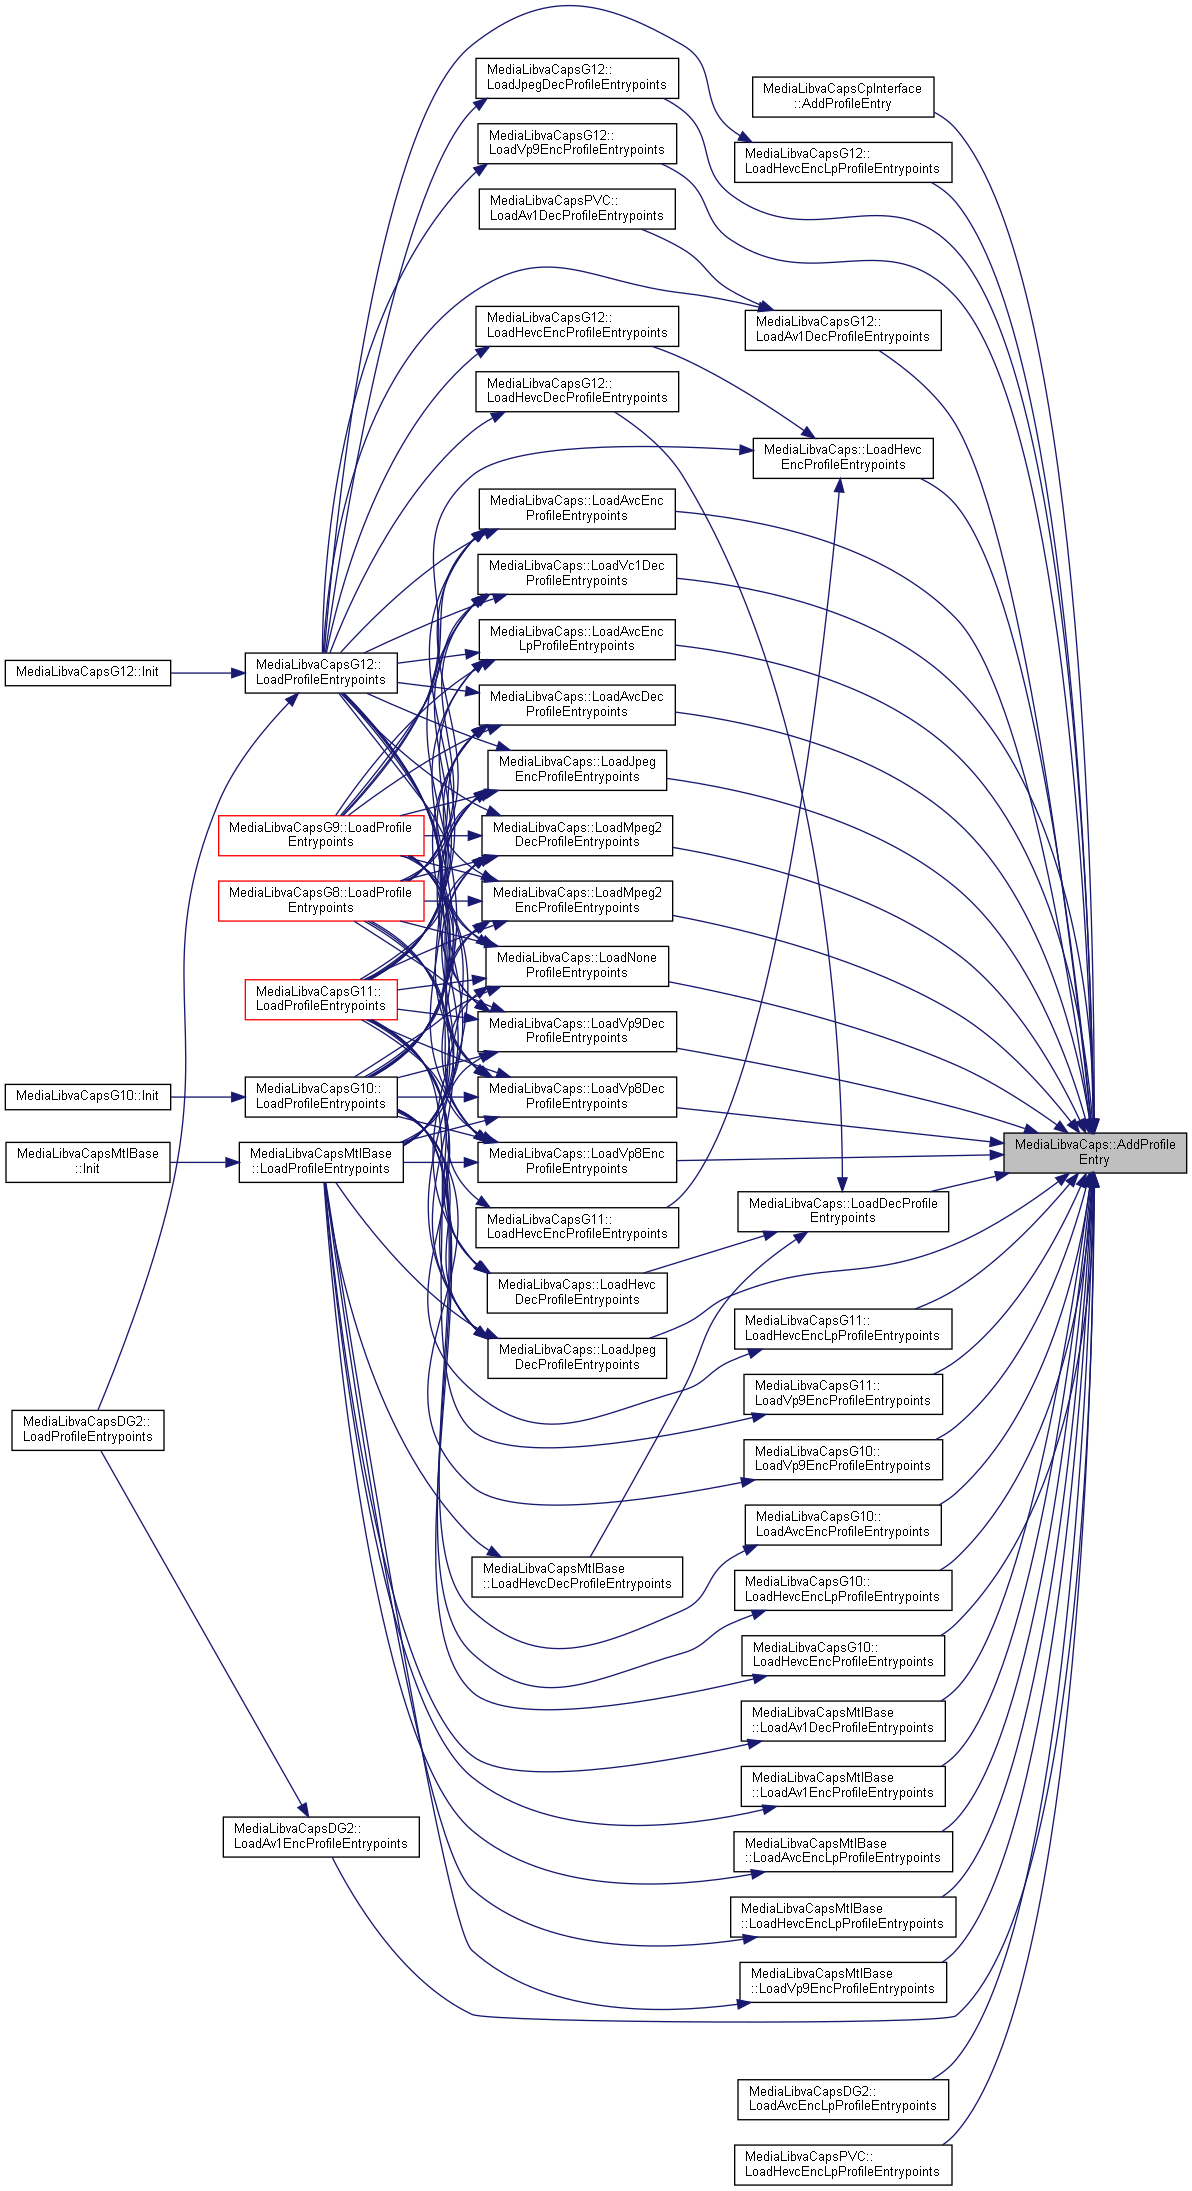 MediaLibvaCapsG12::
LoadJpegDecProfileEntrypoints
MediaLibvaCapsCpInterface
::AddProfileEntry
MediaLibvaCapsG12::
LoadVp9EncProfileEntrypoints
MediaLibvaCapsG12::
LoadHevcEncLpProfileEntrypoints
MediaLibvaCapsPVC::
LoadAv1DecProfileEntrypoints
MediaLibvaCapsG12::
LoadHevcEncProfileEntrypoints
MediaLibvaCapsG12::
LoadAv1DecProfileEntrypoints
MediaLibvaCapsG12::
LoadHevcDecProfileEntrypoints
MediaLibvaCaps::LoadHevc
EncProfileEntrypoints
MediaLibvaCaps::LoadAvcEnc
ProfileEntrypoints
MediaLibvaCaps::LoadVc1Dec
ProfileEntrypoints
MediaLibvaCaps::LoadAvcEnc
LpProfileEntrypoints
MediaLibvaCapsG12::Init
MediaLibvaCapsG12::
LoadProfileEntrypoints
MediaLibvaCaps::LoadAvcDec
ProfileEntrypoints
MediaLibvaCaps::LoadJpeg
EncProfileEntrypoints
MediaLibvaCapsG9::LoadProfile
Entrypoints
MediaLibvaCaps::LoadMpeg2
DecProfileEntrypoints
MediaLibvaCapsG8::LoadProfile
Entrypoints
MediaLibvaCaps::LoadMpeg2
EncProfileEntrypoints
MediaLibvaCaps::LoadNone
ProfileEntrypoints
MediaLibvaCapsG11::
LoadProfileEntrypoints
MediaLibvaCaps::LoadVp9Dec
ProfileEntrypoints
MediaLibvaCapsG10::Init
MediaLibvaCapsG10::
LoadProfileEntrypoints
MediaLibvaCaps::LoadVp8Dec
ProfileEntrypoints
MediaLibvaCapsMtlBase
::Init
MediaLibvaCapsMtlBase
::LoadProfileEntrypoints
MediaLibvaCaps::LoadVp8Enc
ProfileEntrypoints
MediaLibvaCaps::AddProfile
Entry
MediaLibvaCapsG11::
LoadHevcEncProfileEntrypoints
MediaLibvaCaps::LoadDecProfile
Entrypoints
MediaLibvaCaps::LoadHevc
DecProfileEntrypoints
MediaLibvaCapsG11::
LoadHevcEncLpProfileEntrypoints
MediaLibvaCaps::LoadJpeg
DecProfileEntrypoints
MediaLibvaCapsG11::
LoadVp9EncProfileEntrypoints
MediaLibvaCapsDG2::
LoadProfileEntrypoints
MediaLibvaCapsG10::
LoadVp9EncProfileEntrypoints
MediaLibvaCapsG10::
LoadAvcEncProfileEntrypoints
MediaLibvaCapsMtlBase
::LoadHevcDecProfileEntrypoints
MediaLibvaCapsG10::
LoadHevcEncLpProfileEntrypoints
MediaLibvaCapsG10::
LoadHevcEncProfileEntrypoints
MediaLibvaCapsMtlBase
::LoadAv1DecProfileEntrypoints
MediaLibvaCapsMtlBase
::LoadAv1EncProfileEntrypoints
MediaLibvaCapsDG2::
LoadAv1EncProfileEntrypoints
MediaLibvaCapsMtlBase
::LoadAvcEncLpProfileEntrypoints
MediaLibvaCapsMtlBase
::LoadHevcEncLpProfileEntrypoints
MediaLibvaCapsMtlBase
::LoadVp9EncProfileEntrypoints
MediaLibvaCapsDG2::
LoadAvcEncLpProfileEntrypoints
MediaLibvaCapsPVC::
LoadHevcEncLpProfileEntrypoints